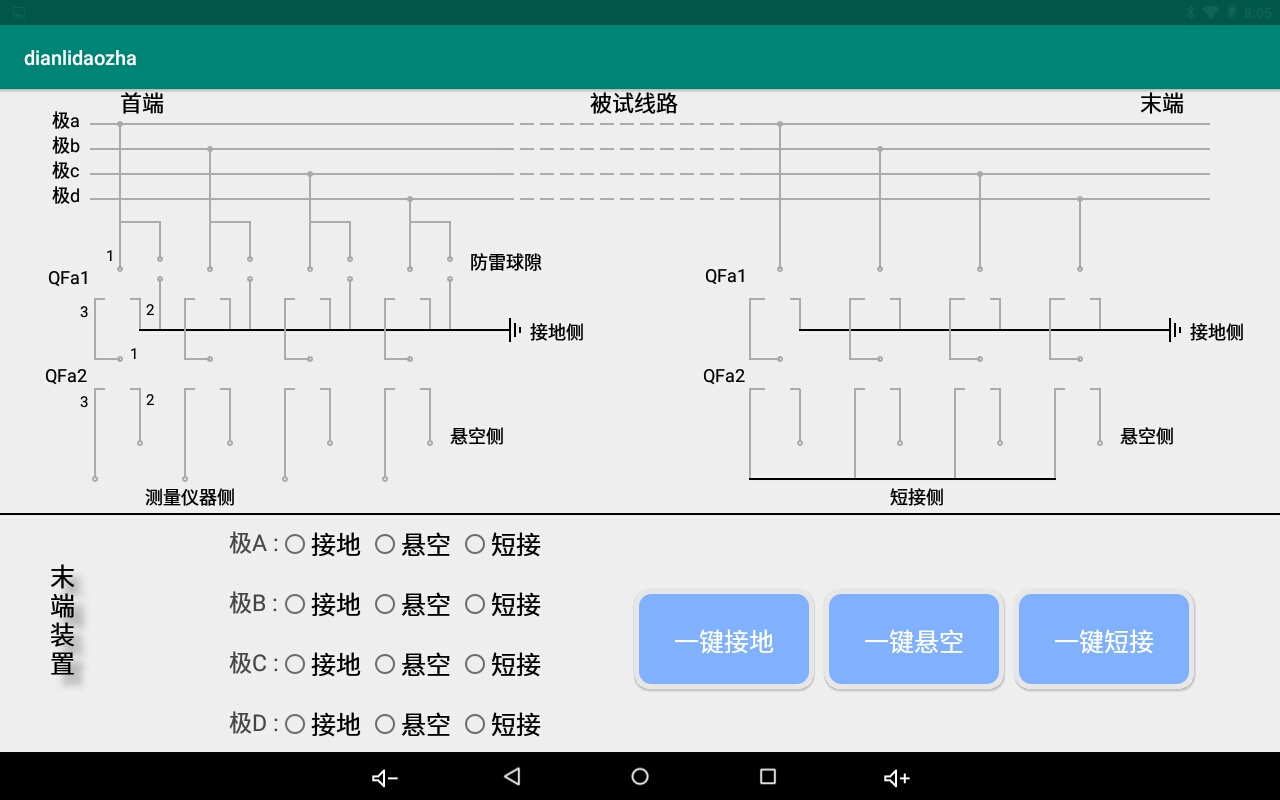 8:05
dianlidaozha
首端 被试线路 末端
极a
极b
极c
极d
1
防雷球隙
QFa1 QFa1
3 2
接地侧 接地侧
1
QFa2 QFa2
3 2
悬空侧 悬空侧
测量仪器侧 短接侧
末端装置
极A : 接地 悬空 短接
极B : 接地 悬空 短接
极C : 接地 悬空 短接
极D : 接地 悬空 短接
一键接地 一键悬空 一键短接